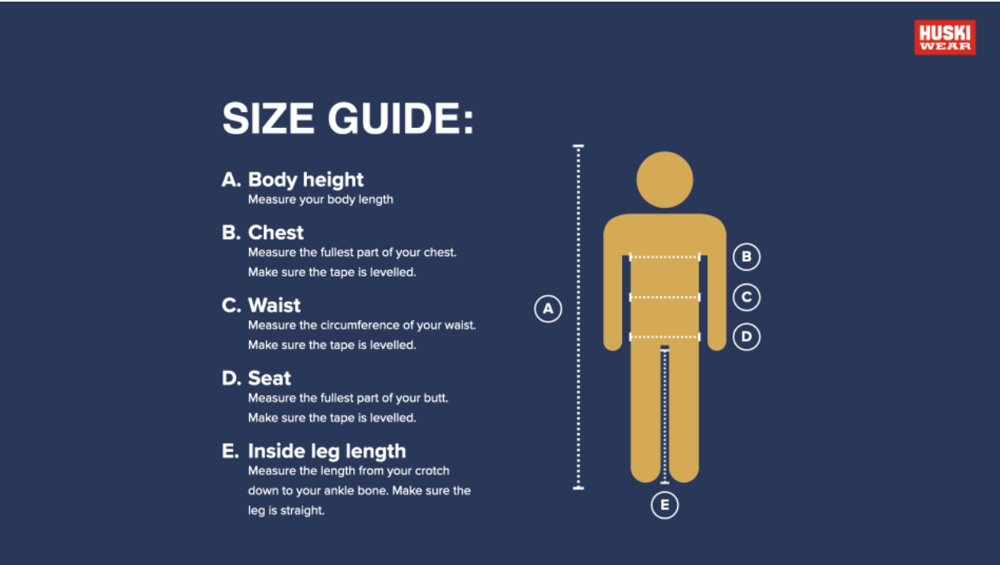 HUSKI
WEAR
SIZE GUIDE:
A. Body height
Measure your body length
B. Chest
Measure the fullest part of your chest.
Make sure the tape is levelled.
C. Waist
Measure the circumference of your waist.
Make sure the tape is levelled.
D. Seat
Measure the fullest part of your butt.
Make sure the tape is levelled.
E. Inside leg length
Measure the length from your crotch
down to your ankle bone. Make sure the
leg is straight.
A
B
C
D
E